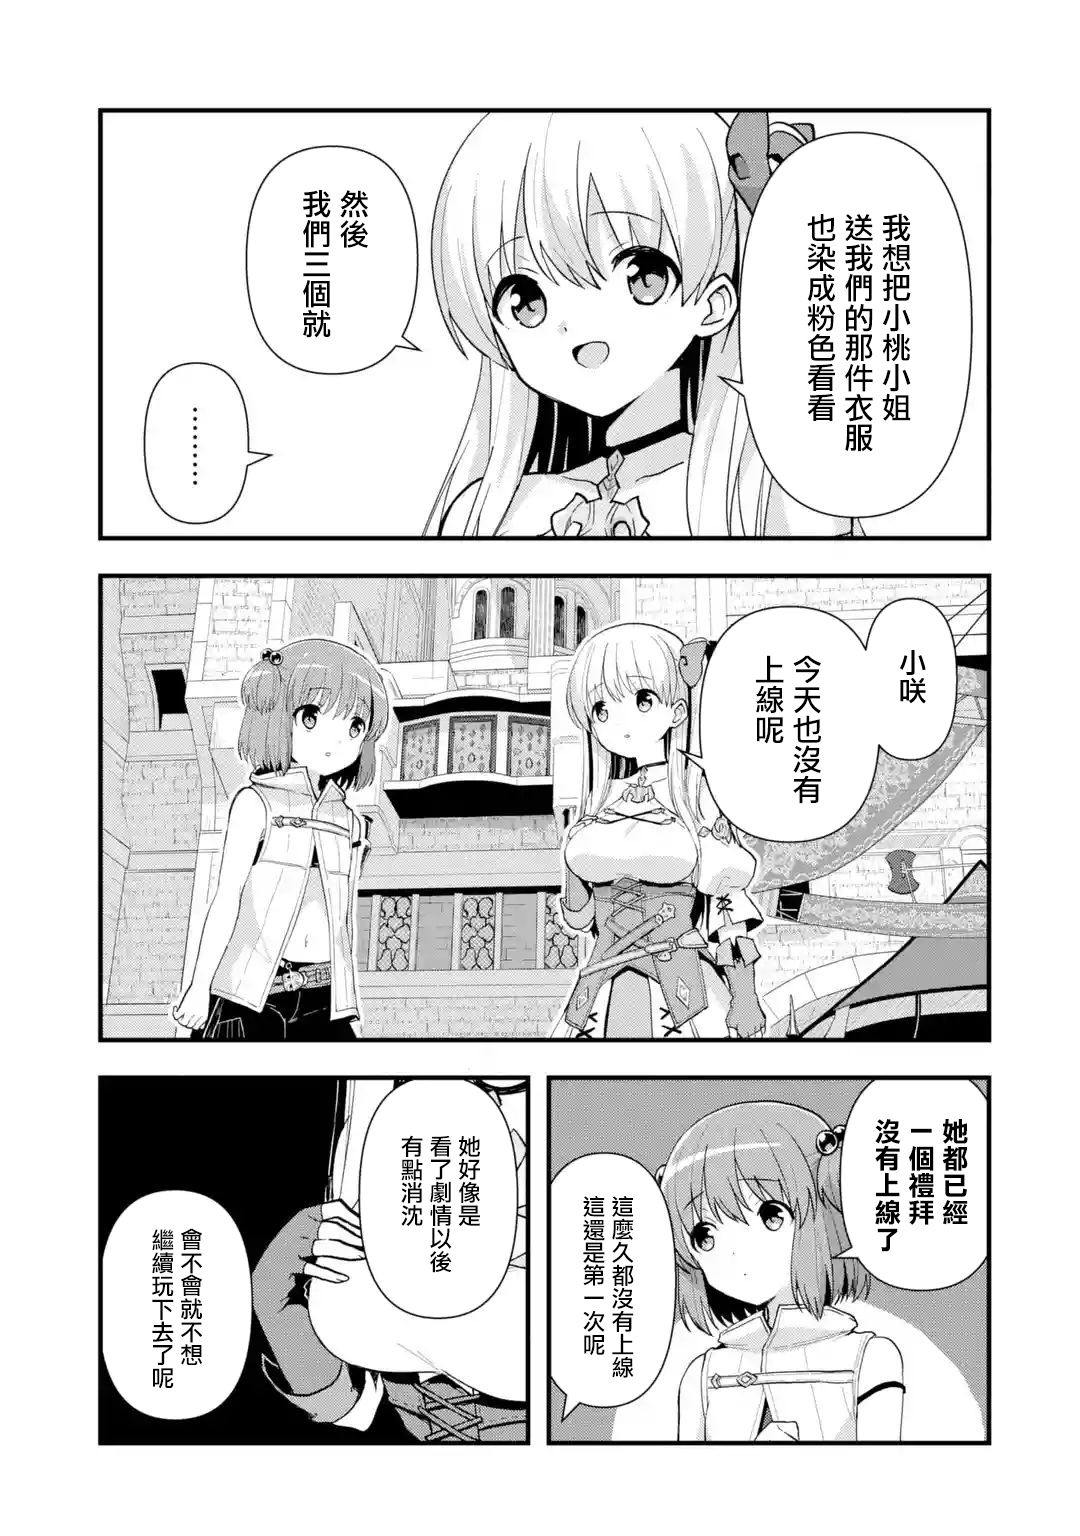 我想把小桃小姐
送我們的那件衣服
也染成粉色看看
然後
我們三個就
………
小咲
今天也沒有
上線呢
她都已經
一個禮拜
沒有上線了
這麼久都沒有上線
這還是第一次呢
她好像是
看了劇情以後
有點消沈
會不會就不想
繼續玩下去了呢